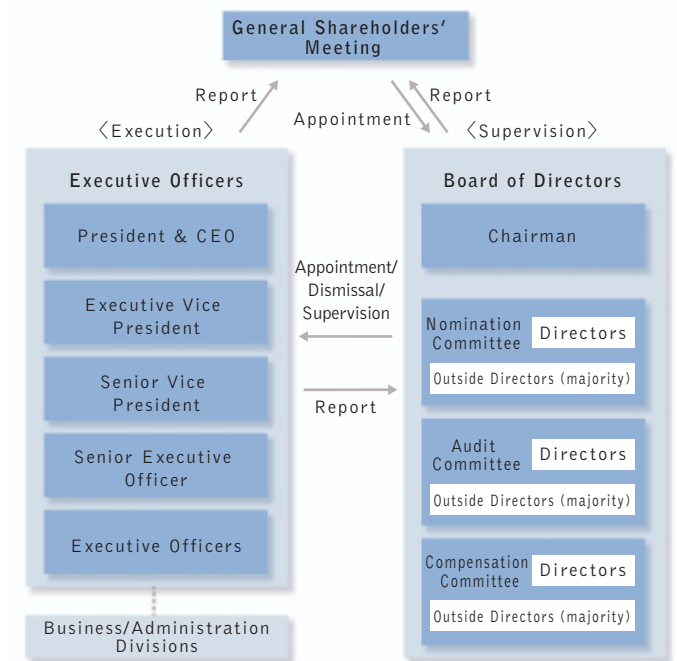 General Shareholders'
Meeting
Report
Appointment
Report
〈Execution〉
〈Supervision〉
Executive Officers
President & CEO
Executive Vice
President
Senior Vice
President
Senior Executive
Officer
Executive Officers
Business/Administration
Divisions
Appointment/
Dismissal/
Supervision
Report
Board of Directors
Chairman
Nomination
Committee
Directors
Outside Directors (majority)
Audit
Committee
Directors
Outside Directors (majority)
Compensation
Committee
Directors
Outside Directors (majority)